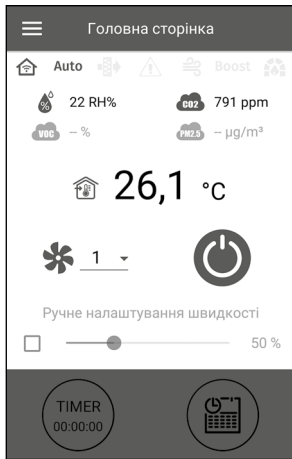 Головна сторінка
Auto Boost
% 22 RH% CO2 791 ppm
VOC – % PM2.5 – µg/m³
26,1 °C
1
Ручне налаштування швидкості
50 %
TIMER
00:00:00